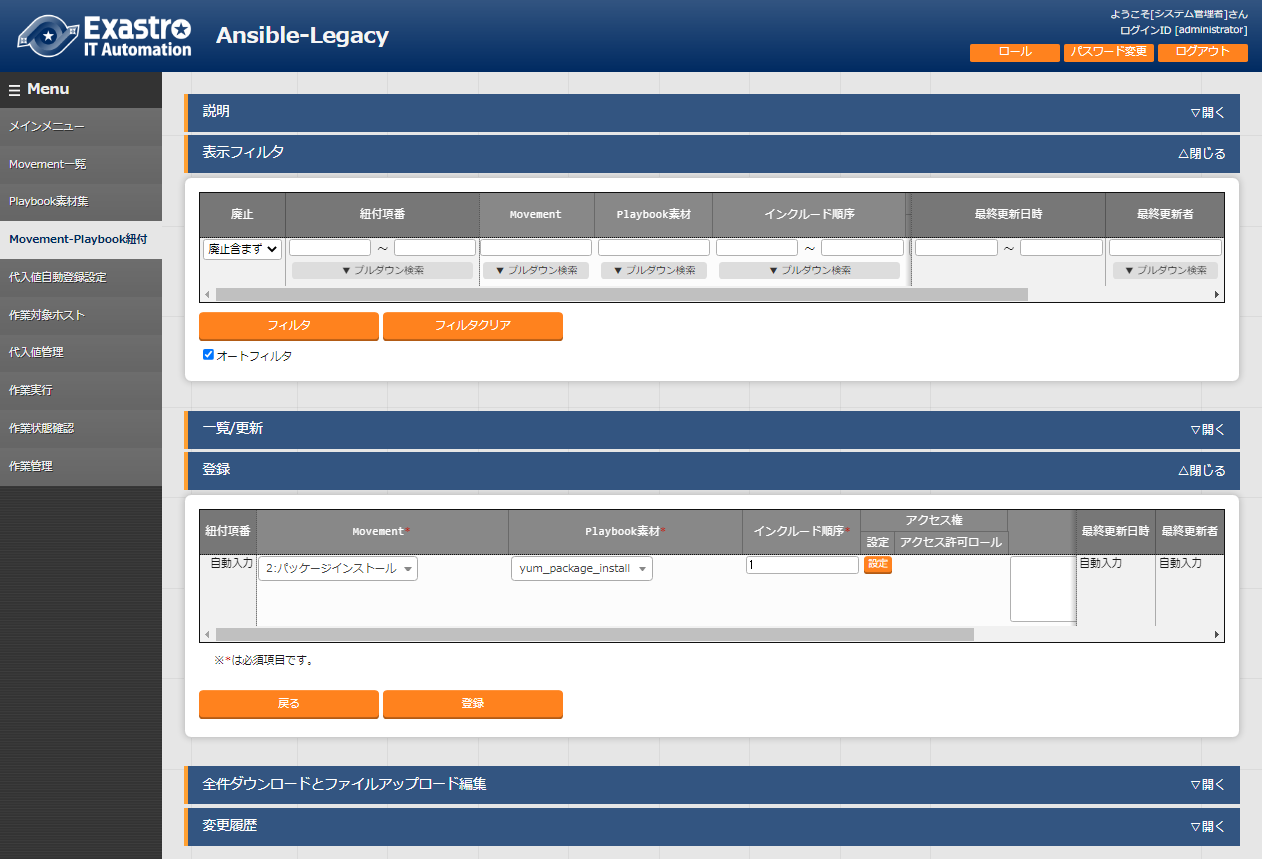 Exastro
IT Automation
Ansible-Legacy
ようこそ[システム管理者]さん
ログインID [administrator]
ロール
パスワード変更
ログアウト
Menu
メインメニュー
Movement一覧
Playbook素材集
Movement-Playbook紐付
代入値自動登録設定
作業対象ホスト
代入値管理
作業実行
作業状態確認
作業管理
説明
▽開く
表示フィルタ
△閉じる
廃止
紐付項番
Movement
Playbook素材
インクルード順序
最終更新日時
最終更新者
廃止含まず
～
～
～
▼ プルダウン検索
▼ プルダウン検索
▼ プルダウン検索
▼ プルダウン検索
▼ プルダウン検索
フィルタ
フィルタクリア
オートフィルタ
一覧/更新
▽開く
登録
△閉じる
紐付項番
Movement*
Playbook素材*
インクルード順序*
アクセス権
設定
アクセス許可ロール
最終更新日時
最終更新者
自動入力
2:パッケージインストール
yum_package_install
1
設定
自動入力
自動入力
※*は必須項目です。
戻る
登録
全件ダウンロードとファイルアップロード編集
▽開く
変更履歴
▽開く